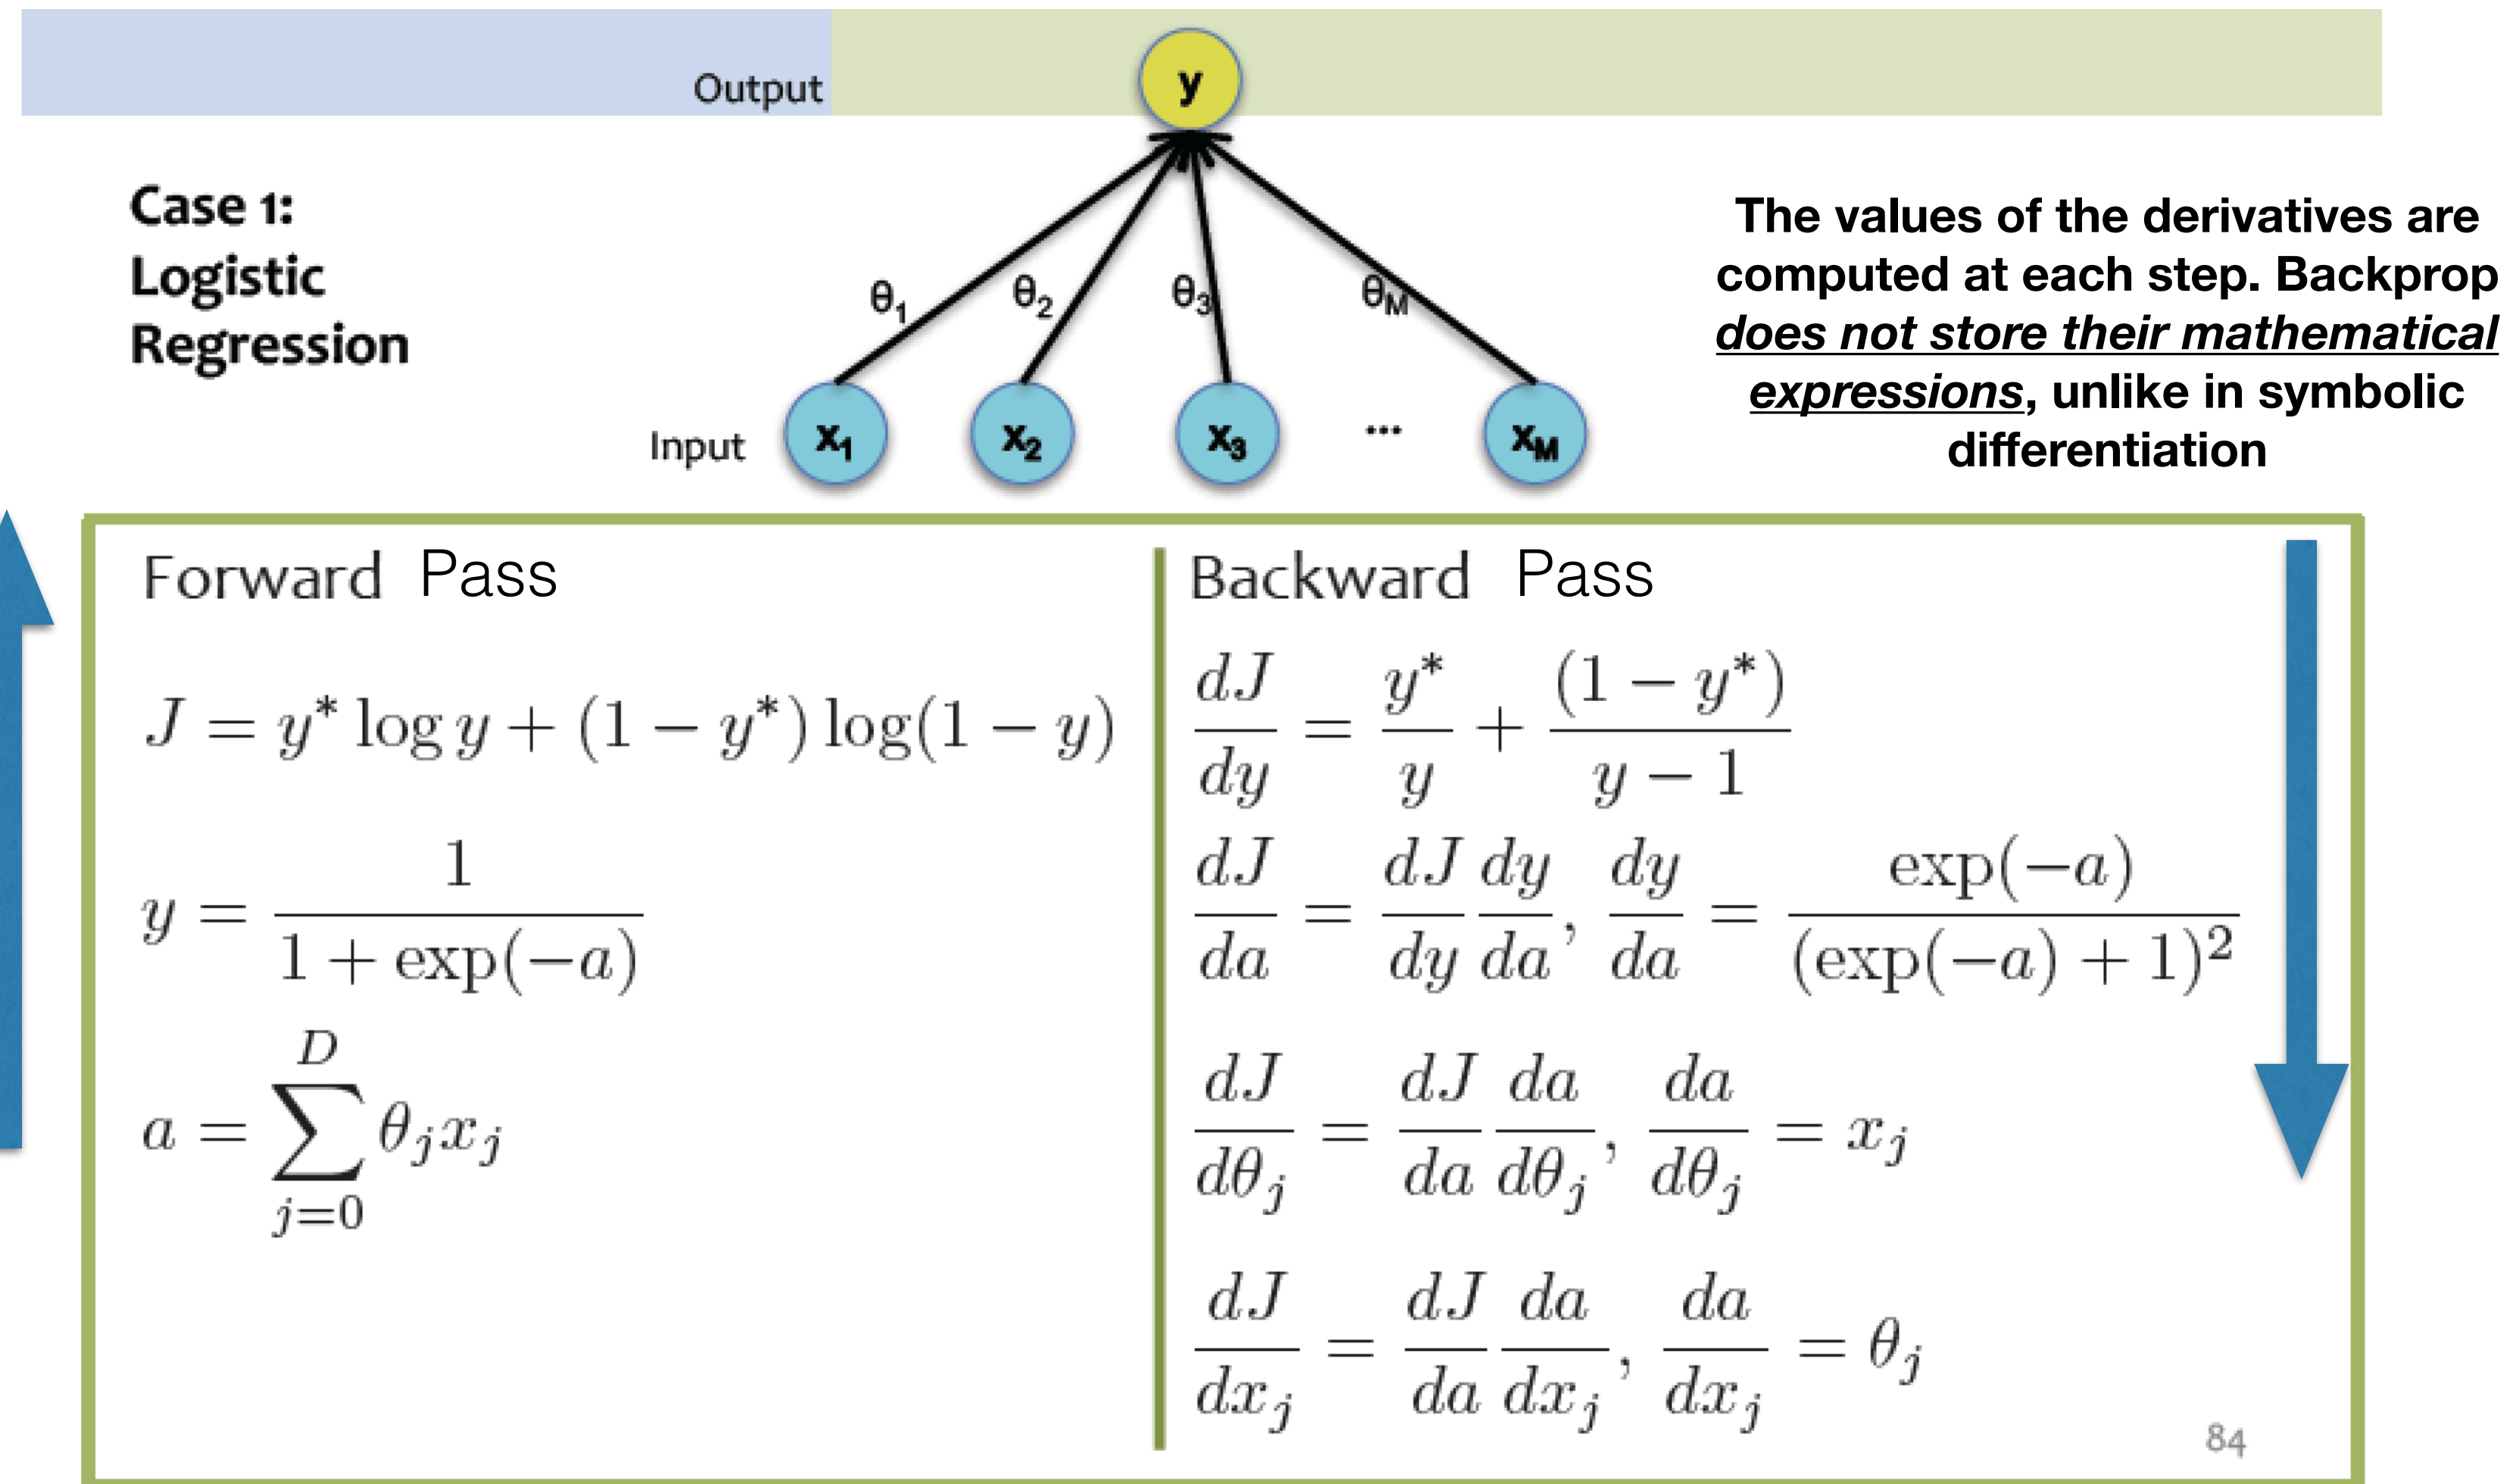 Output
y
Case 1:
Logistic
Regression
θ₁ θ₂ θ₃ θ_M
Input x₁ x₂ x₃ ... x_M
The values of the derivatives are
computed at each step. Backprop
does not store their mathematical
expressions, unlike in symbolic
differentiation
Forward Pass
J = y* log y + (1 − y*) log(1 − y)
y = 1 / (1 + exp(−a))
a = ∑_{j=0}^{D} θ_j x_j
Backward Pass
dJ/dy = y*/y + (1 − y*)/(y − 1)
dJ/da = dJ/dy dy/da, dy/da = exp(−a)/(exp(−a) + 1)²
dJ/dθ_j = dJ/da da/dθ_j, da/dθ_j = x_j
dJ/dx_j = dJ/da da/dx_j, da/dx_j = θ_j
84